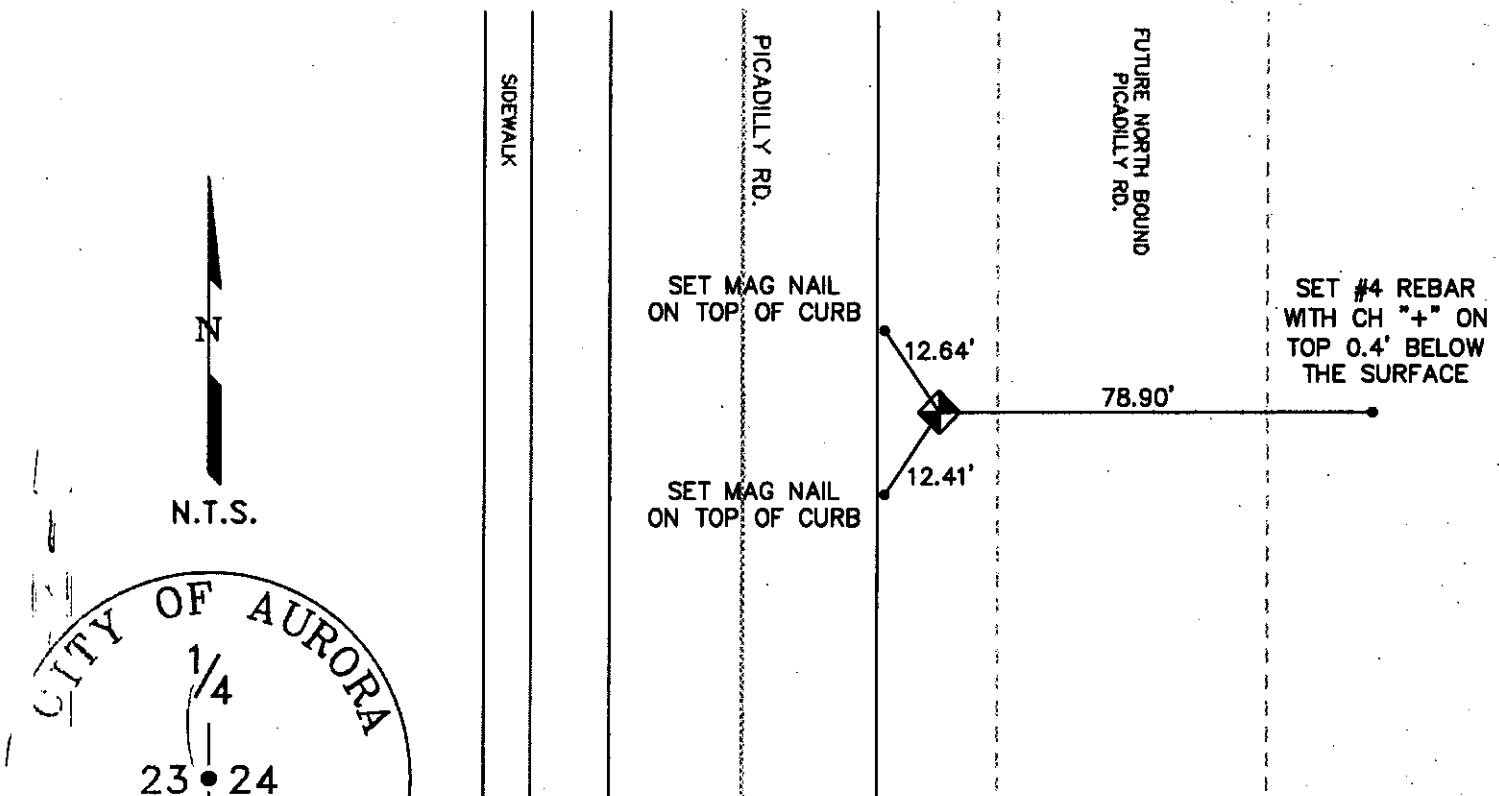 SIDEWALK
PICADILLY RD.
FUTURE NORTH BOUND
PICADILLY RD.
N
N.T.S.
SET MAG NAIL
ON TOP OF CURB
12.64'
SET #4 REBAR
WITH CH "+" ON
TOP 0.4' BELOW
THE SURFACE
78.90'
12.41'
SET MAG NAIL
ON TOP OF CURB
CITY OF AURORA
1/4
23 24